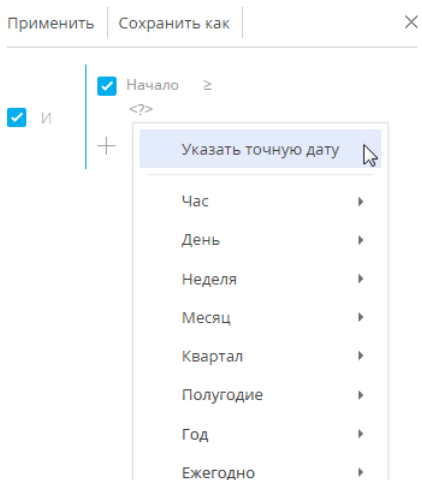 Применить Сохранить как
Начало ≥
И
<?>
Указать точную дату
Час
День
Неделя
Месяц
Квартал
Полугодие
Год
Ежегодно